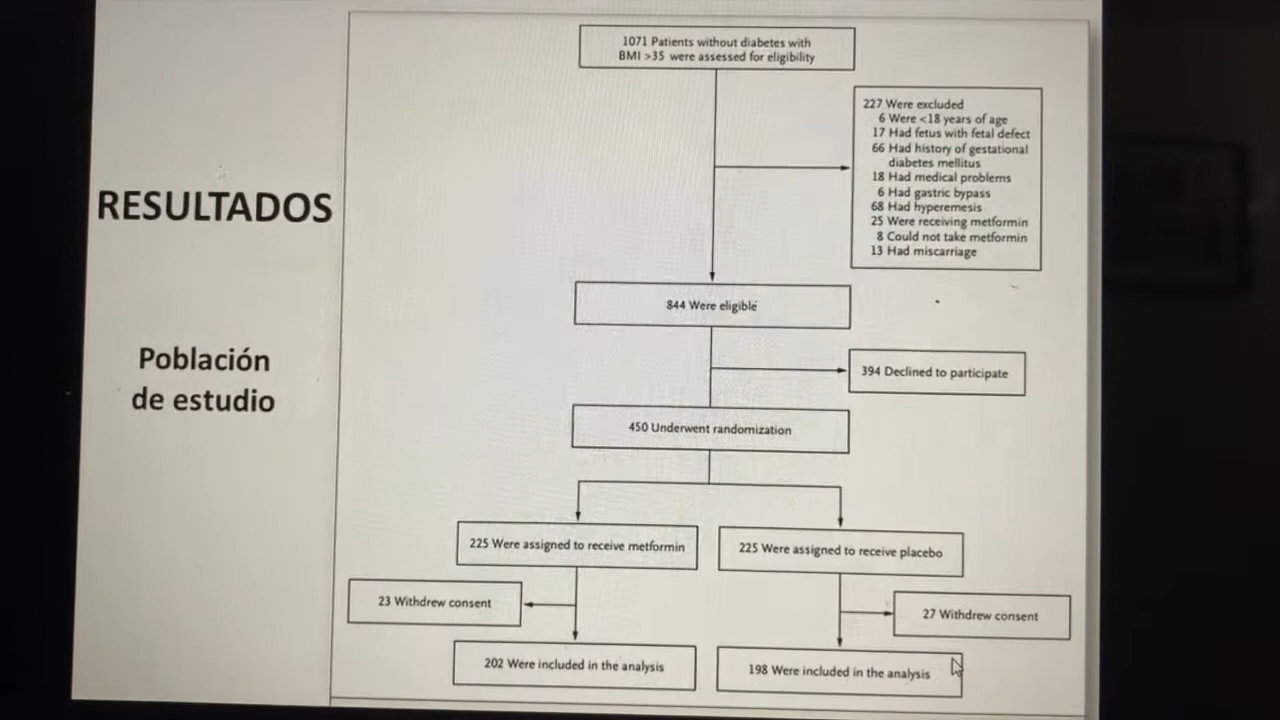 RESULTADOS
Población
de estudio
1071 Patients without diabetes with
BMI >35 were assessed for eligibility
227 Were excluded
6 Were <18 years of age
17 Had fetus with fetal defect
66 Had history of gestational
diabetes mellitus
18 Had medical problems
6 Had gastric bypass
68 Had hyperemesis
25 Were receiving metformin
8 Could not take metformin
13 Had miscarriage
844 Were eligible
394 Declined to participate
450 Underwent randomization
225 Were assigned to receive metformin
225 Were assigned to receive placebo
23 Withdrew consent
27 Withdrew consent
202 Were included in the analysis
198 Were included in the analysis